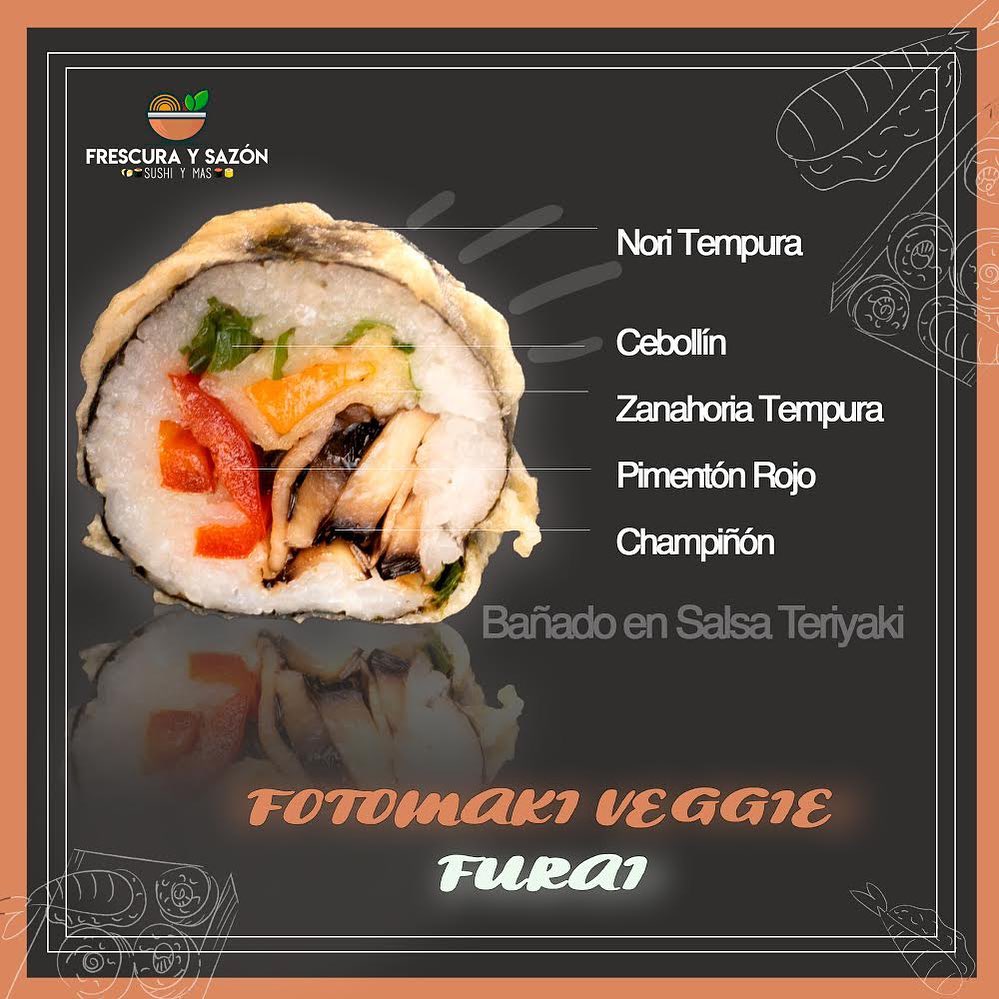 FRESCURA Y SAZÓN
SUSHI Y MAS
Nori Tempura
Cebollín
Zanahoria Tempura
Pimentón Rojo
Champiñón
Bañado en Salsa Teriyaki
FOTOMAKI VEGGIE
FURAI